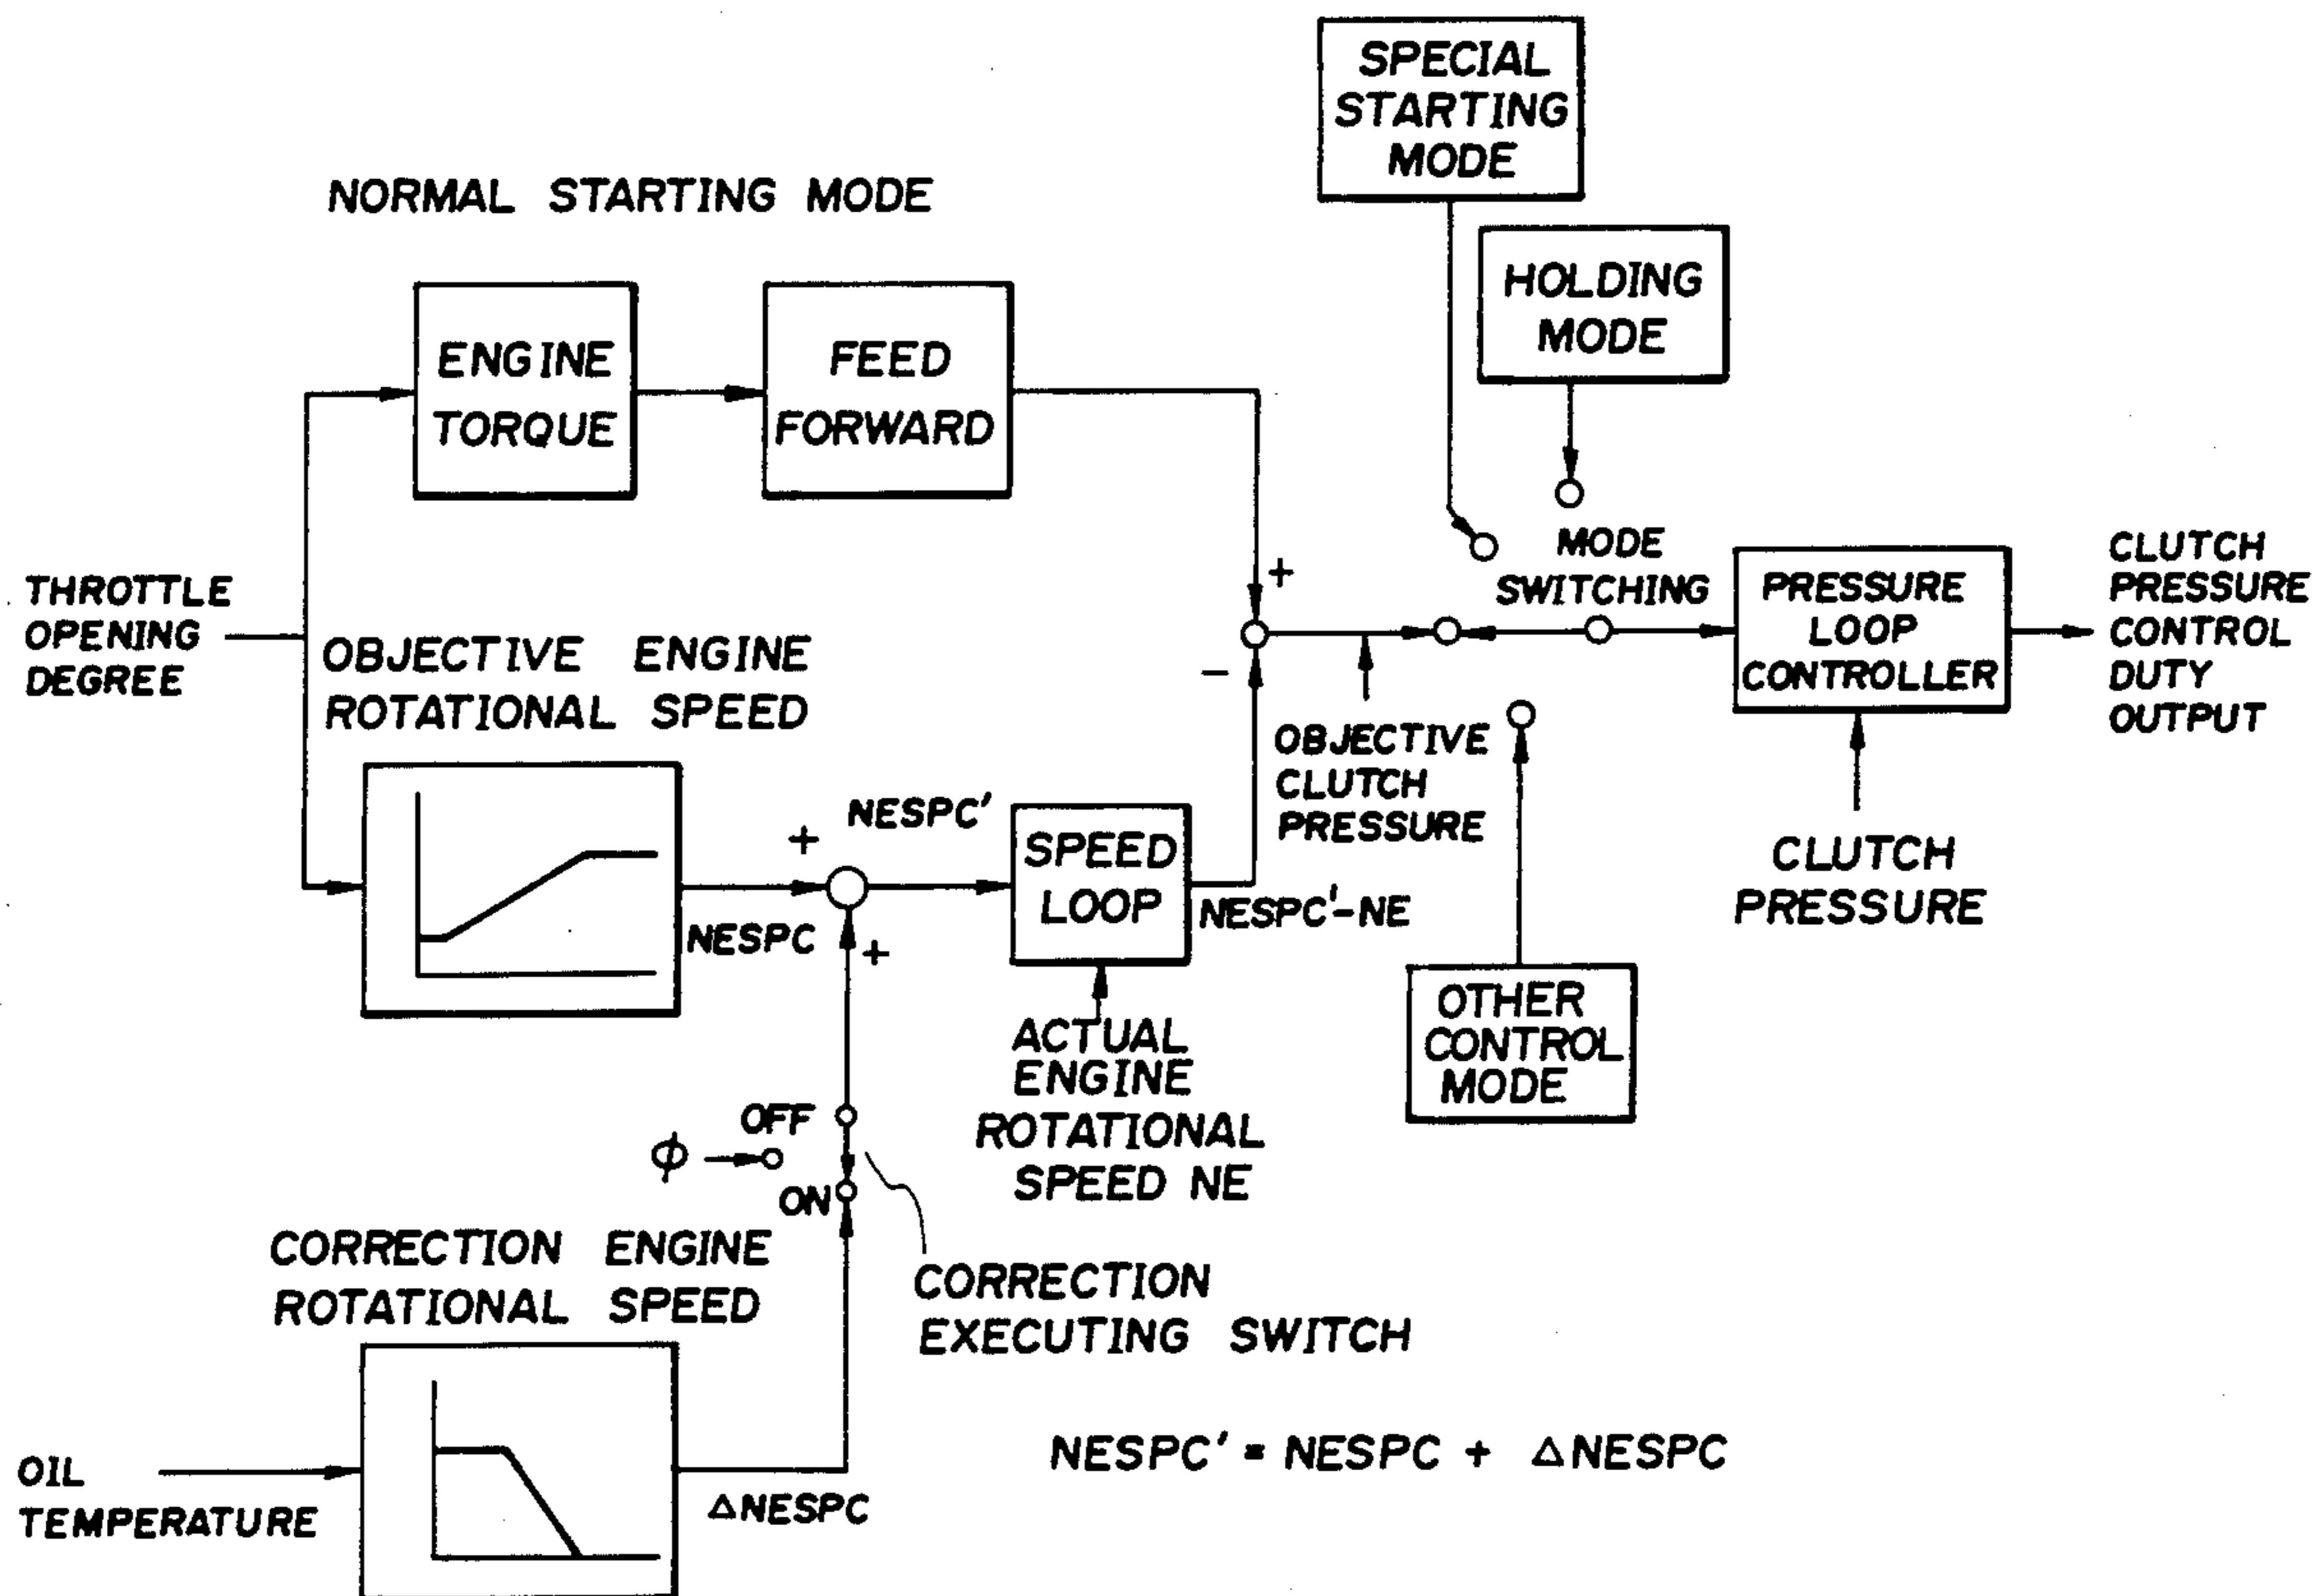 SPECIAL
STARTING
MODE
NORMAL STARTING MODE
HOLDING
MODE
ENGINE
TORQUE
FEED
FORWARD
THROTTLE
OPENING
DEGREE
OBJECTIVE ENGINE
ROTATIONAL SPEED
+
-
MODE
SWITCHING
PRESSURE
LOOP
CONTROLLER
CLUTCH
PRESSURE
CONTROL
DUTY
OUTPUT
OBJECTIVE
CLUTCH
PRESSURE
CLUTCH
PRESSURE
+
NESPC'
NESPC
+
SPEED
LOOP
NESPC'-NE
ACTUAL
ENGINE
ROTATIONAL
SPEED NE
OTHER
CONTROL
MODE
OFF
φ
ON
CORRECTION
EXECUTING SWITCH
CORRECTION ENGINE
ROTATIONAL SPEED
OIL
TEMPERATURE
ΔNESPC
NESPC' = NESPC + ΔNESPC